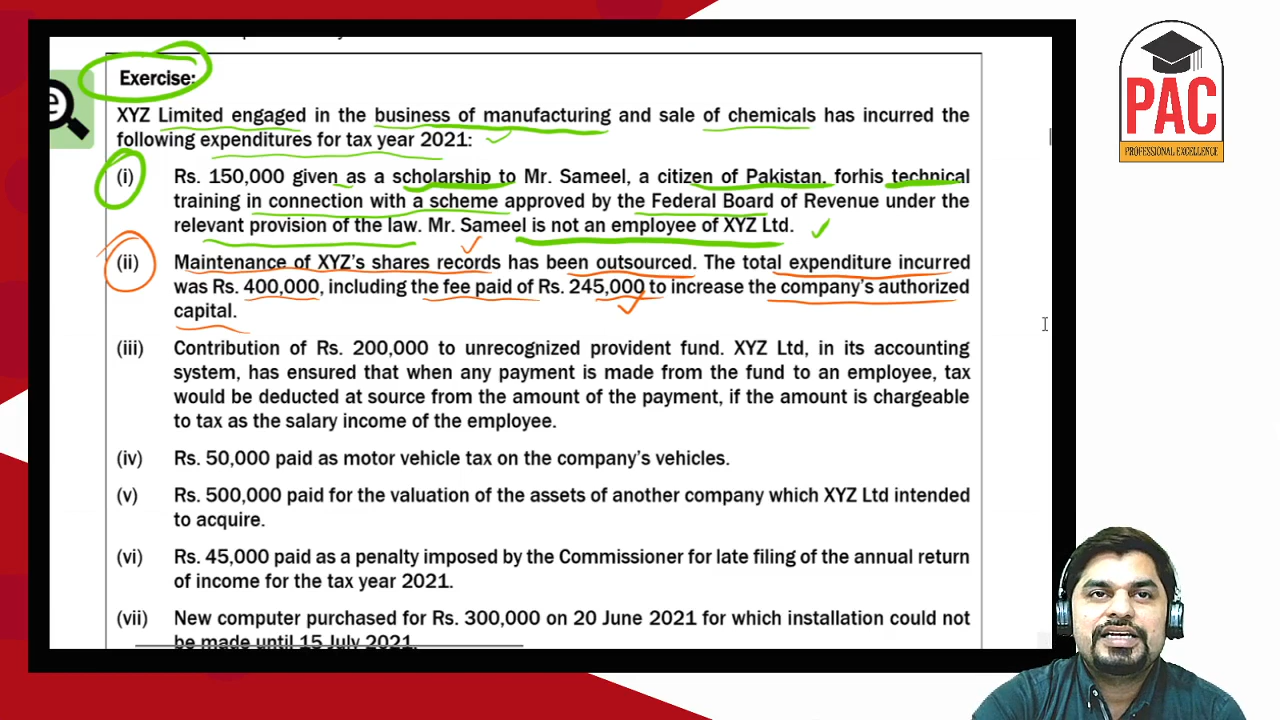 Exercise:
XYZ Limited engaged in the business of manufacturing and sale of chemicals has incurred the
following expenditures for tax year 2021:
(i) Rs. 150,000 given as a scholarship to Mr. Sameel, a citizen of Pakistan, forhis technical
training in connection with a scheme approved by the Federal Board of Revenue under the
relevant provision of the law. Mr. Sameel is not an employee of XYZ Ltd.
(ii) Maintenance of XYZ's shares records has been outsourced. The total expenditure incurred
was Rs. 400,000, including the fee paid of Rs. 245,000 to increase the company's authorized
capital.
(iii) Contribution of Rs. 200,000 to unrecognized provident fund. XYZ Ltd, in its accounting
system, has ensured that when any payment is made from the fund to an employee, tax
would be deducted at source from the amount of the payment, if the amount is chargeable
to tax as the salary income of the employee.
(iv) Rs. 50,000 paid as motor vehicle tax on the company's vehicles.
(v) Rs. 500,000 paid for the valuation of the assets of another company which XYZ Ltd intended
to acquire.
(vi) Rs. 45,000 paid as a penalty imposed by the Commissioner for late filing of the annual return
of income for the tax year 2021.
(vii) New computer purchased for Rs. 300,000 on 20 June 2021 for which installation could not
be made until 15 July 2021.
PAC
PROFESSIONAL EXCELLENCE